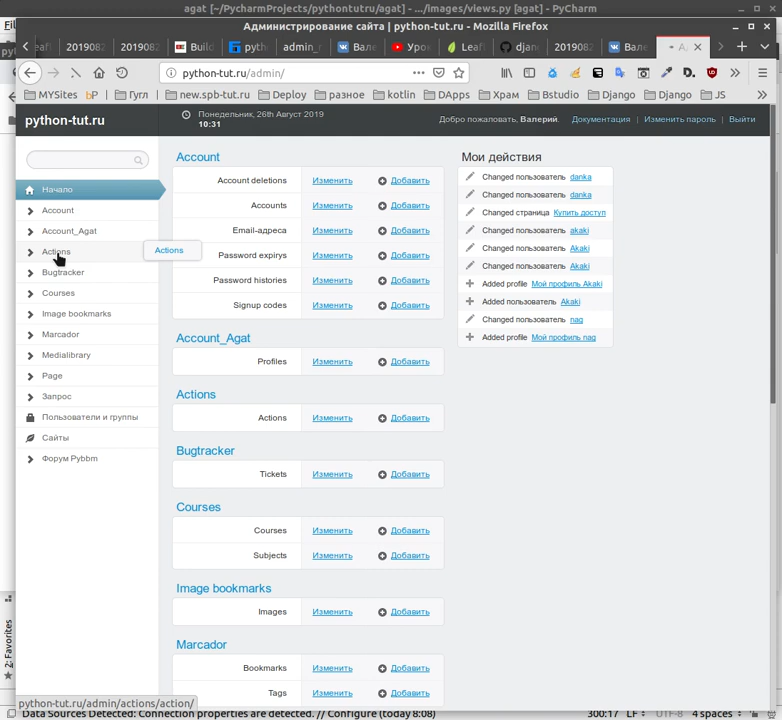 agat [~/PycharmProjects/pythontutru/agat] - .../images/views.py [agat] - PyCharm
Администрирование сайта | python-tut.ru - Mozilla Firefox
eaf 2019082 2019082 Build pyth admin_r Вале Уро Leaf djan 2019082 Вале
python-tut.ru/admin/
MYSites bP Гугл new.spb-tut.ru Deploy разное kotlin DApps Храм Bstudio Django Django JS
python-tut.ru
Понедельник, 26th Август 2019
10:31
Добро пожаловать, Валерий. Документация | Изменить пароль | Выйти
Начало
Account
Account_Agat
Actions
Bugtracker
Courses
Image bookmarks
Marcador
Medialibrary
Page
Запрос
Пользователи и группы
Сайты
Форум Pybbm
Actions
Account
Account deletions Изменить Добавить
Accounts Изменить Добавить
Email-адреса Изменить Добавить
Password expirys Изменить Добавить
Password histories Изменить Добавить
Signup codes Изменить Добавить
Account_Agat
Profiles Изменить Добавить
Actions
Actions Изменить Добавить
Bugtracker
Tickets Изменить Добавить
Courses
Courses Изменить Добавить
Subjects Изменить Добавить
Image bookmarks
Images Изменить Добавить
Marcador
Bookmarks Изменить Добавить
Tags Изменить Добавить
Мои действия
Changed пользователь danka
Changed пользователь danka
Changed страница Купить доступ
Changed пользователь akaki
Changed пользователь Akaki
Changed пользователь Akaki
Added profile Мой профиль Akaki
Added пользователь Akaki
Changed пользователь naq
Added profile Мой профиль naq
2: Favorites
python-tut.ru/admin/actions/action/
Data Sources Detected: Connection properties are detected. // Configure (today 8:08) 300:17 LF UTF-8 4 spaces